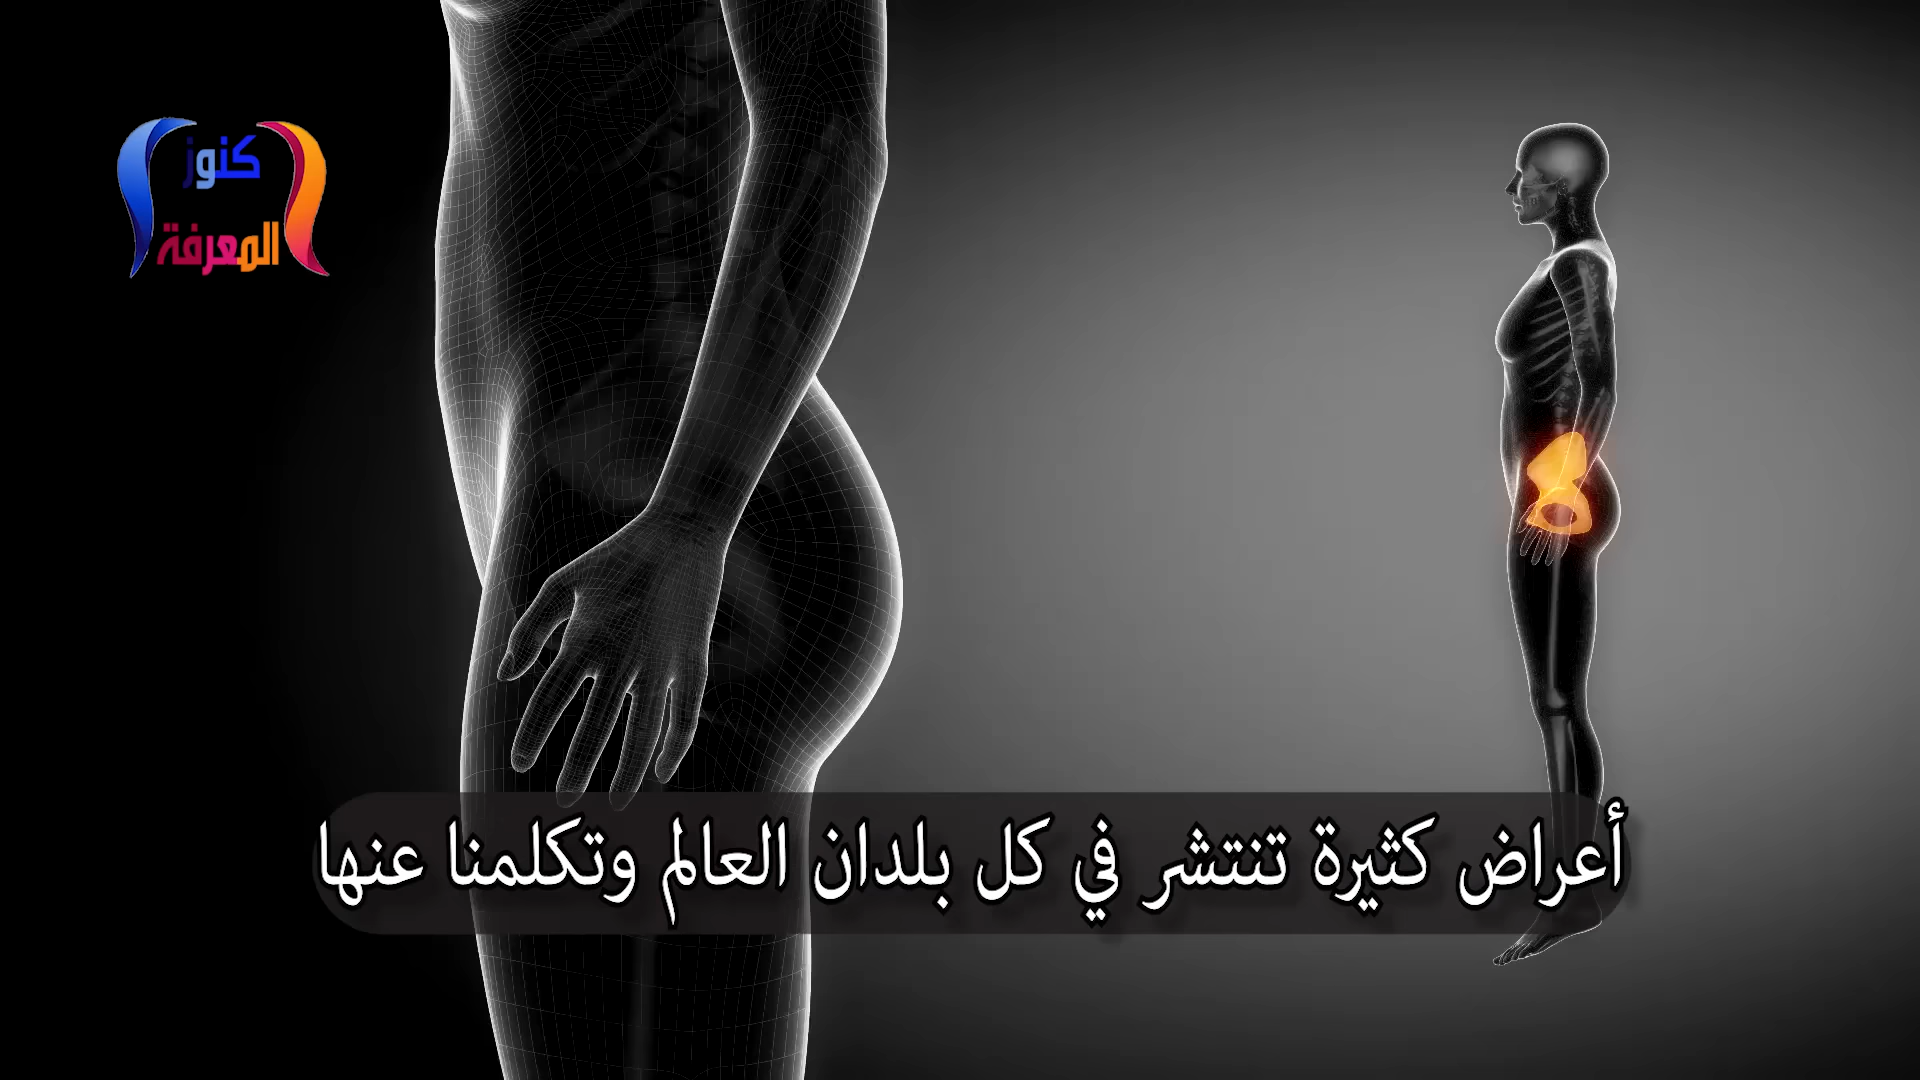 كنوز
المعرفة
أعراض كثيرة تنتشر في كل بلدان العالم وتكلمنا عنها